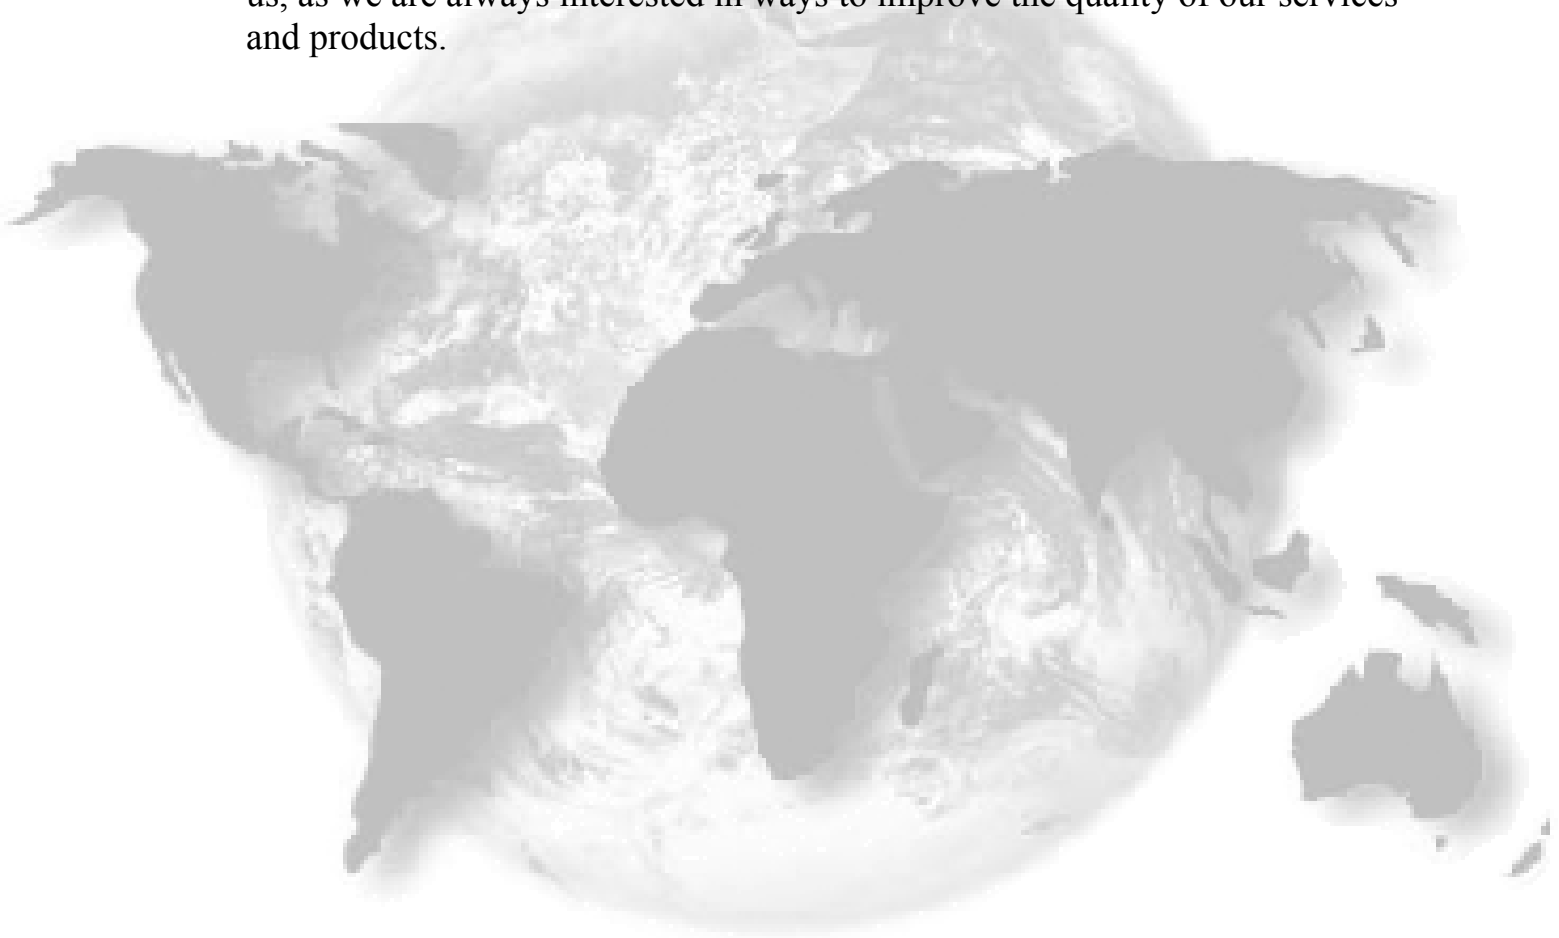 us, as we are always interested in ways to improve the quality of our services
and products.